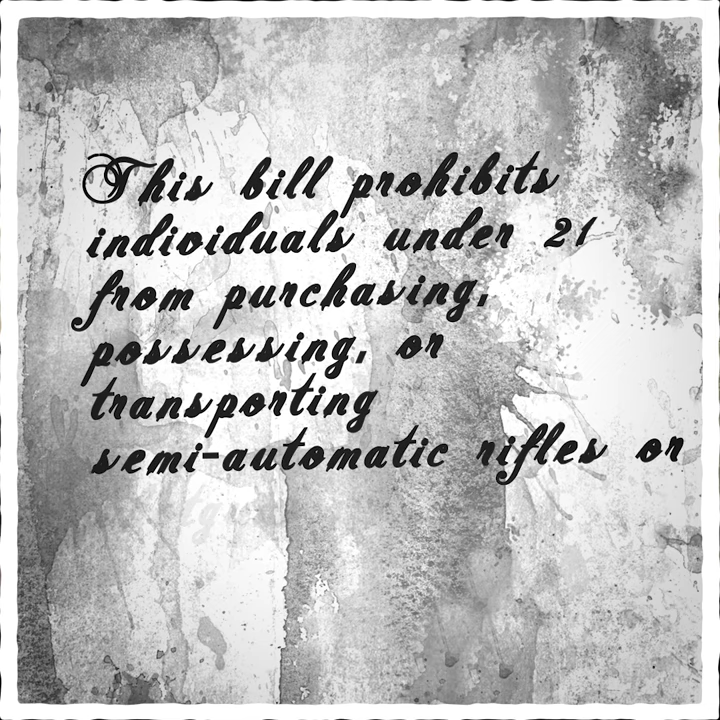 This bill prohibits
individuals under 21
from purchasing,
possessing, or
transporting
semi-automatic rifles or